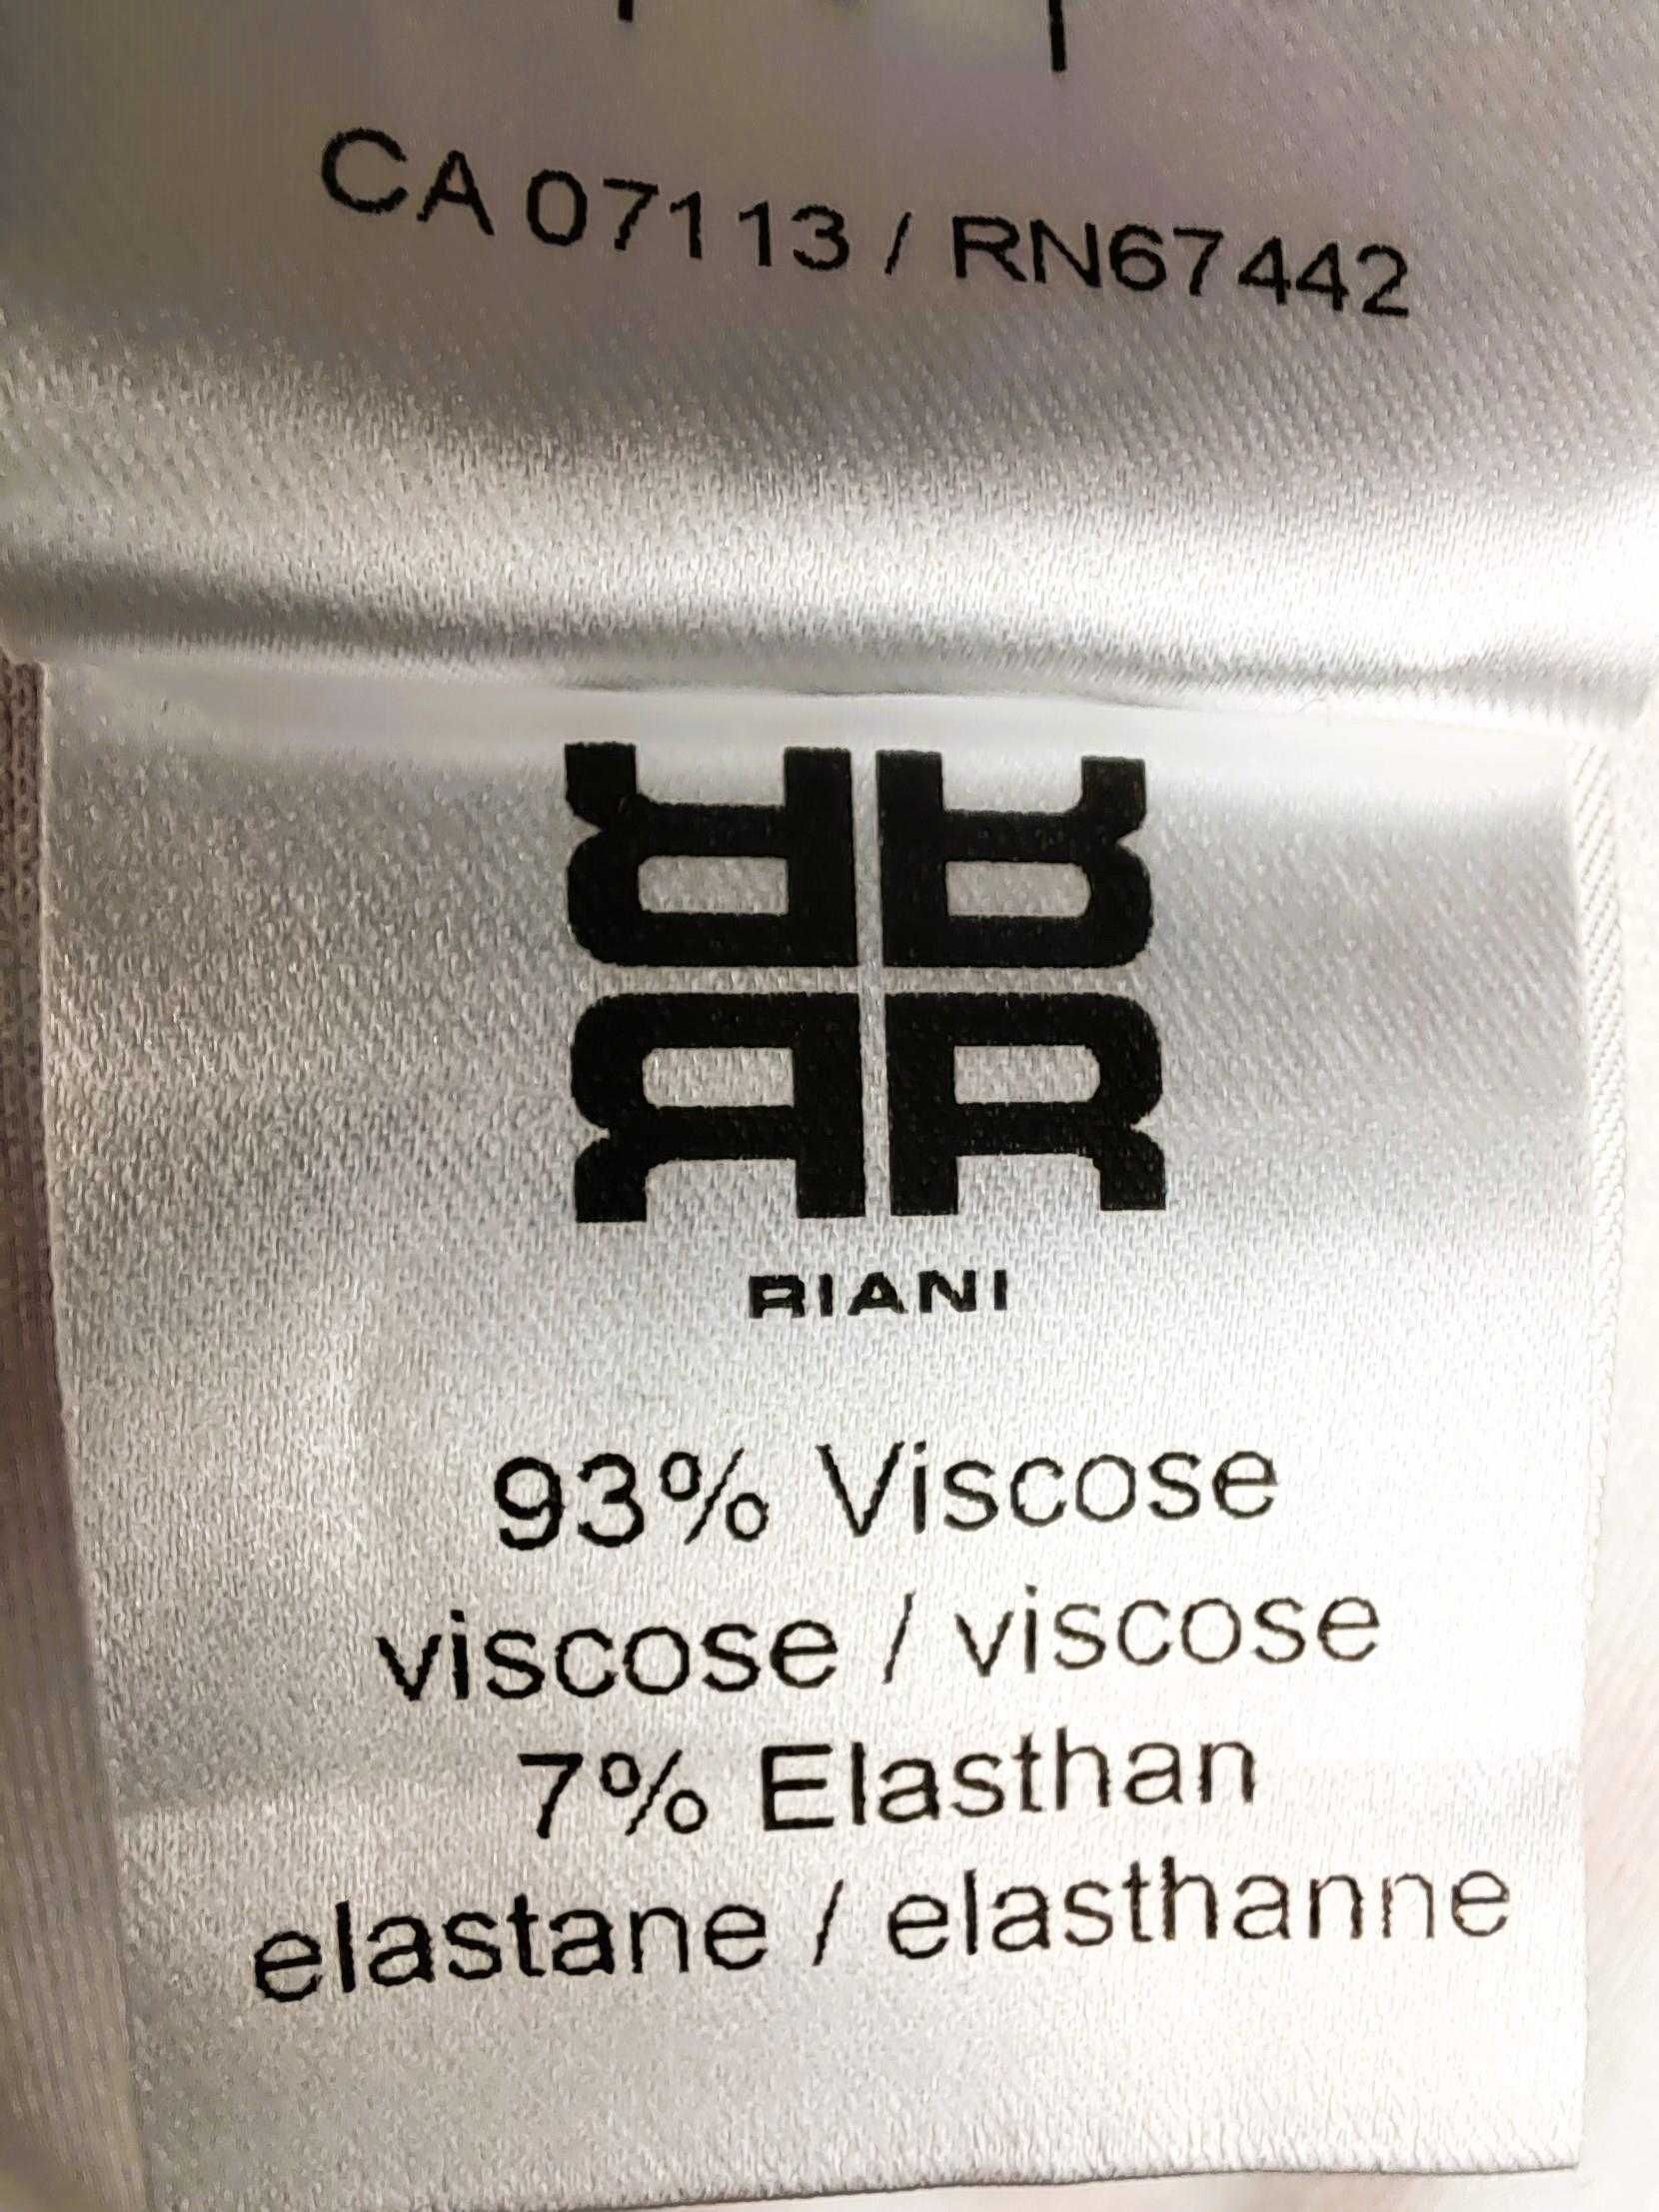 CA 07113 / RN67442
RIANI
93% Viscose
viscose / viscose
7% Elasthan
elastane / elasthanne